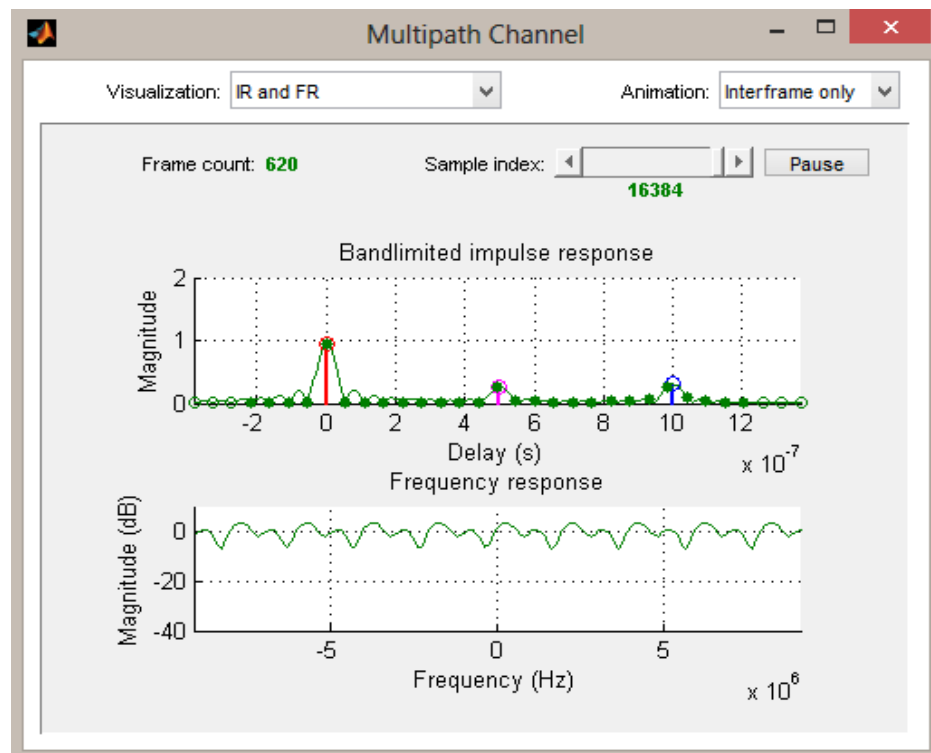 Multipath Channel
Visualization: IR and FR Animation: Interframe only
Frame count: 620 Sample index: Pause
16384
Bandlimited impulse response
Magnitude
2
1
0
-2 0 2 4 6 8 10 12
Delay (s)
x 10^-7
Frequency response
Magnitude (dB)
0
-20
-40
-5 0 5
Frequency (Hz)
x 10^6